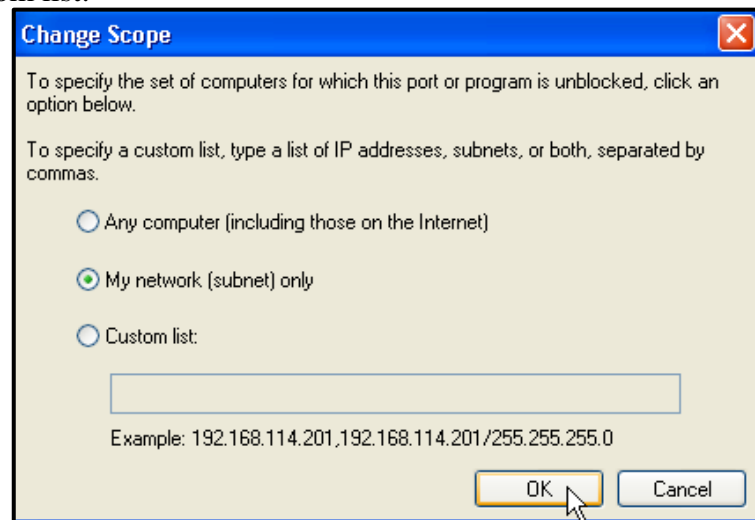 Change Scope
To specify the set of computers for which this port or program is unblocked, click an
option below.
To specify a custom list, type a list of IP addresses, subnets, or both, separated by
commas.
Any computer (including those on the Internet)
My network (subnet) only
Custom list:
Example: 192.168.114.201,192.168.114.201/255.255.255.0
OK
Cancel